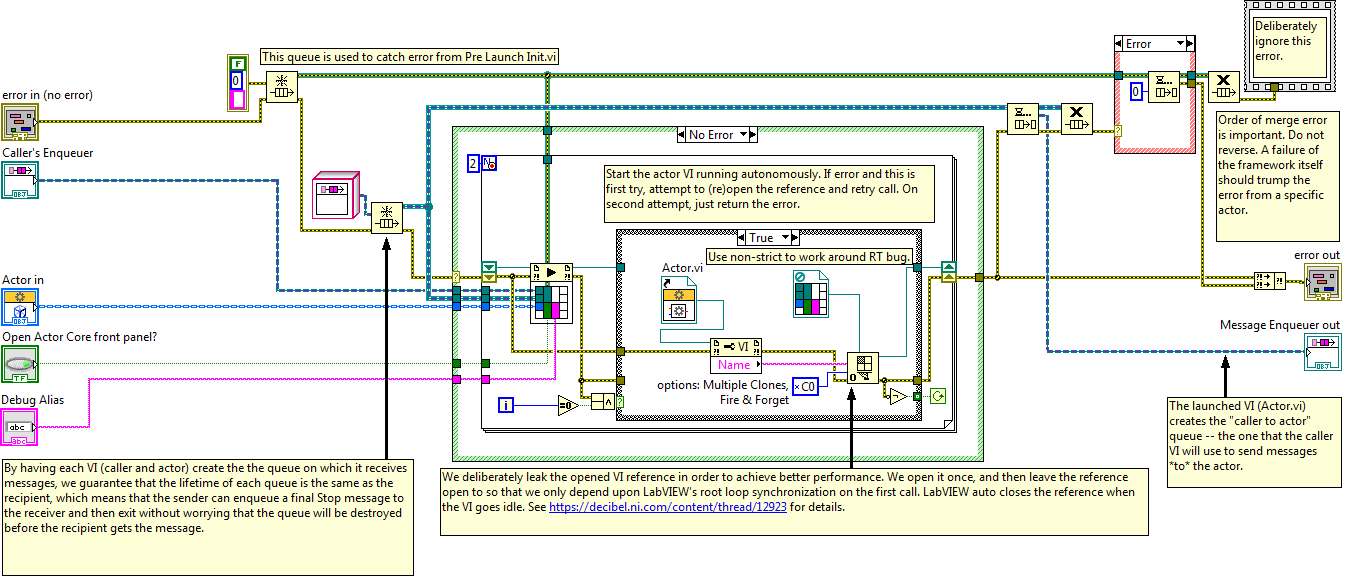 This queue is used to catch error from Pre Launch Init.vi
F
0
error in (no error)
Error
0
Deliberately
ignore this
error.
Caller's Enqueuer
OBJ
No Error
2
N
Start the actor VI running autonomously. If error and this is
first try, attempt to (re)open the reference and retry call. On
second attempt, just return the error.
Order of merge error
is important. Do not
reverse. A failure of
the framework itself
should trump the
error from a specific
actor.
True
Use non-strict to work around RT bug.
Actor.vi
error out
Actor in
OBJ
Open Actor Core front panel?
TF
VI
Name
options: Multiple Clones,
Fire & Forget
×C0
Message Enqueuer out
OBJ
Debug Alias
abc
abc
i
=0
The launched VI (Actor.vi)
creates the "caller to actor"
queue -- the one that the caller
VI will use to send messages
*to* the actor.
By having each VI (caller and actor) create the the queue on which it receives
messages, we guarantee that the lifetime of each queue is the same as the
recipient, which means that the sender can enqueue a final Stop message to
the receiver and then exit without worrying that the queue will be destroyed
before the recipient gets the message.
We deliberately leak the opened VI reference in order to achieve better performance. We open it once, and then leave the reference
open to so that we only depend upon LabVIEW's root loop synchronization on the first call. LabVIEW auto closes the reference when
the VI goes idle. See https://decibel.ni.com/content/thread/12923 for details.